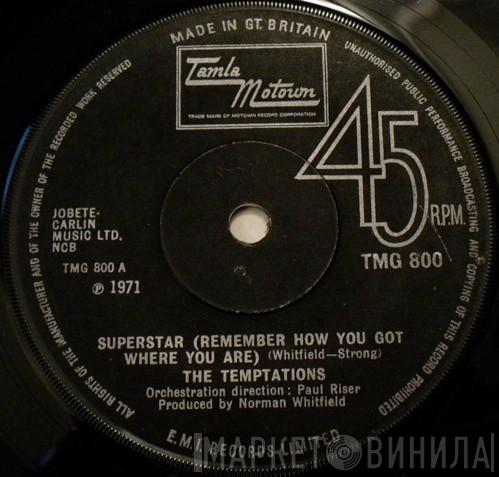 MADE IN GT. BRITAIN
UNAUTHORISED PUBLIC PERFORMANCE BROADCASTING AND COPYING OF THIS RECORD PROHIBITED
ALL RIGHTS OF THE MANUFACTURER AND OF THE OWNER OF THE RECORDED WORK RESERVED
Tamla
Motown
TRADE MARK OF MOTOWN RECORD CORPORATION
45
R.P.M.
TMG 800
JOBETE-
CARLIN
MUSIC LTD,
NCB
TMG 800 A
℗ 1971
SUPERSTAR (REMEMBER HOW YOU GOT
WHERE YOU ARE) (Whitfield—Strong)
THE TEMPTATIONS
Orchestration direction: Paul Riser
Produced by Norman Whitfield
E.M.I. RECORDS LIMITED
МАРКЕТ ВИНИЛА